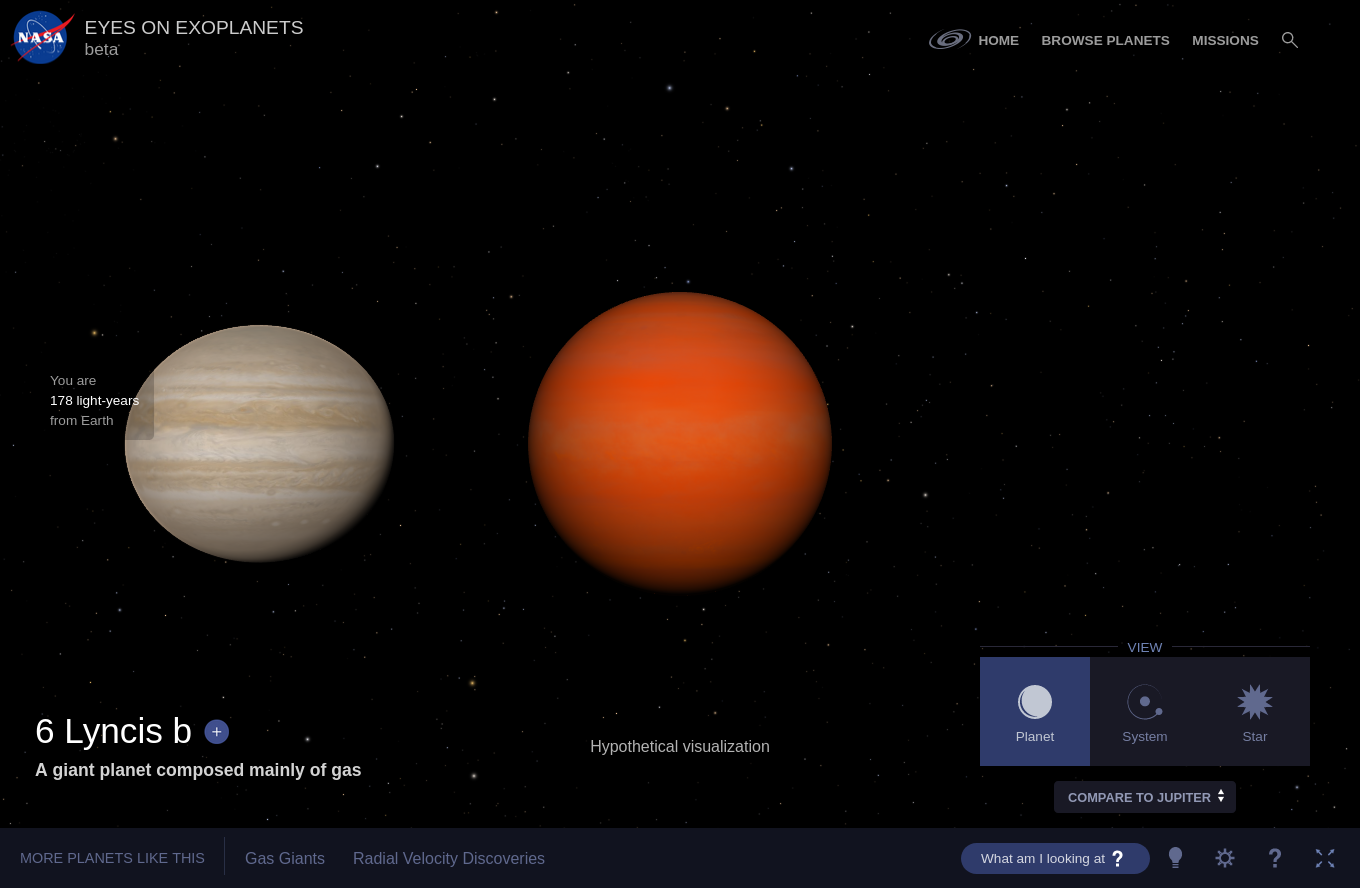 NASA
EYES ON EXOPLANETS
beta
HOME
BROWSE PLANETS
MISSIONS
You are
178 light-years
from Earth
6 Lyncis b +
A giant planet composed mainly of gas
Hypothetical visualization
VIEW
Planet
System
Star
COMPARE TO JUPITER
MORE PLANETS LIKE THIS
Gas Giants
Radial Velocity Discoveries
What am I looking at ?
?